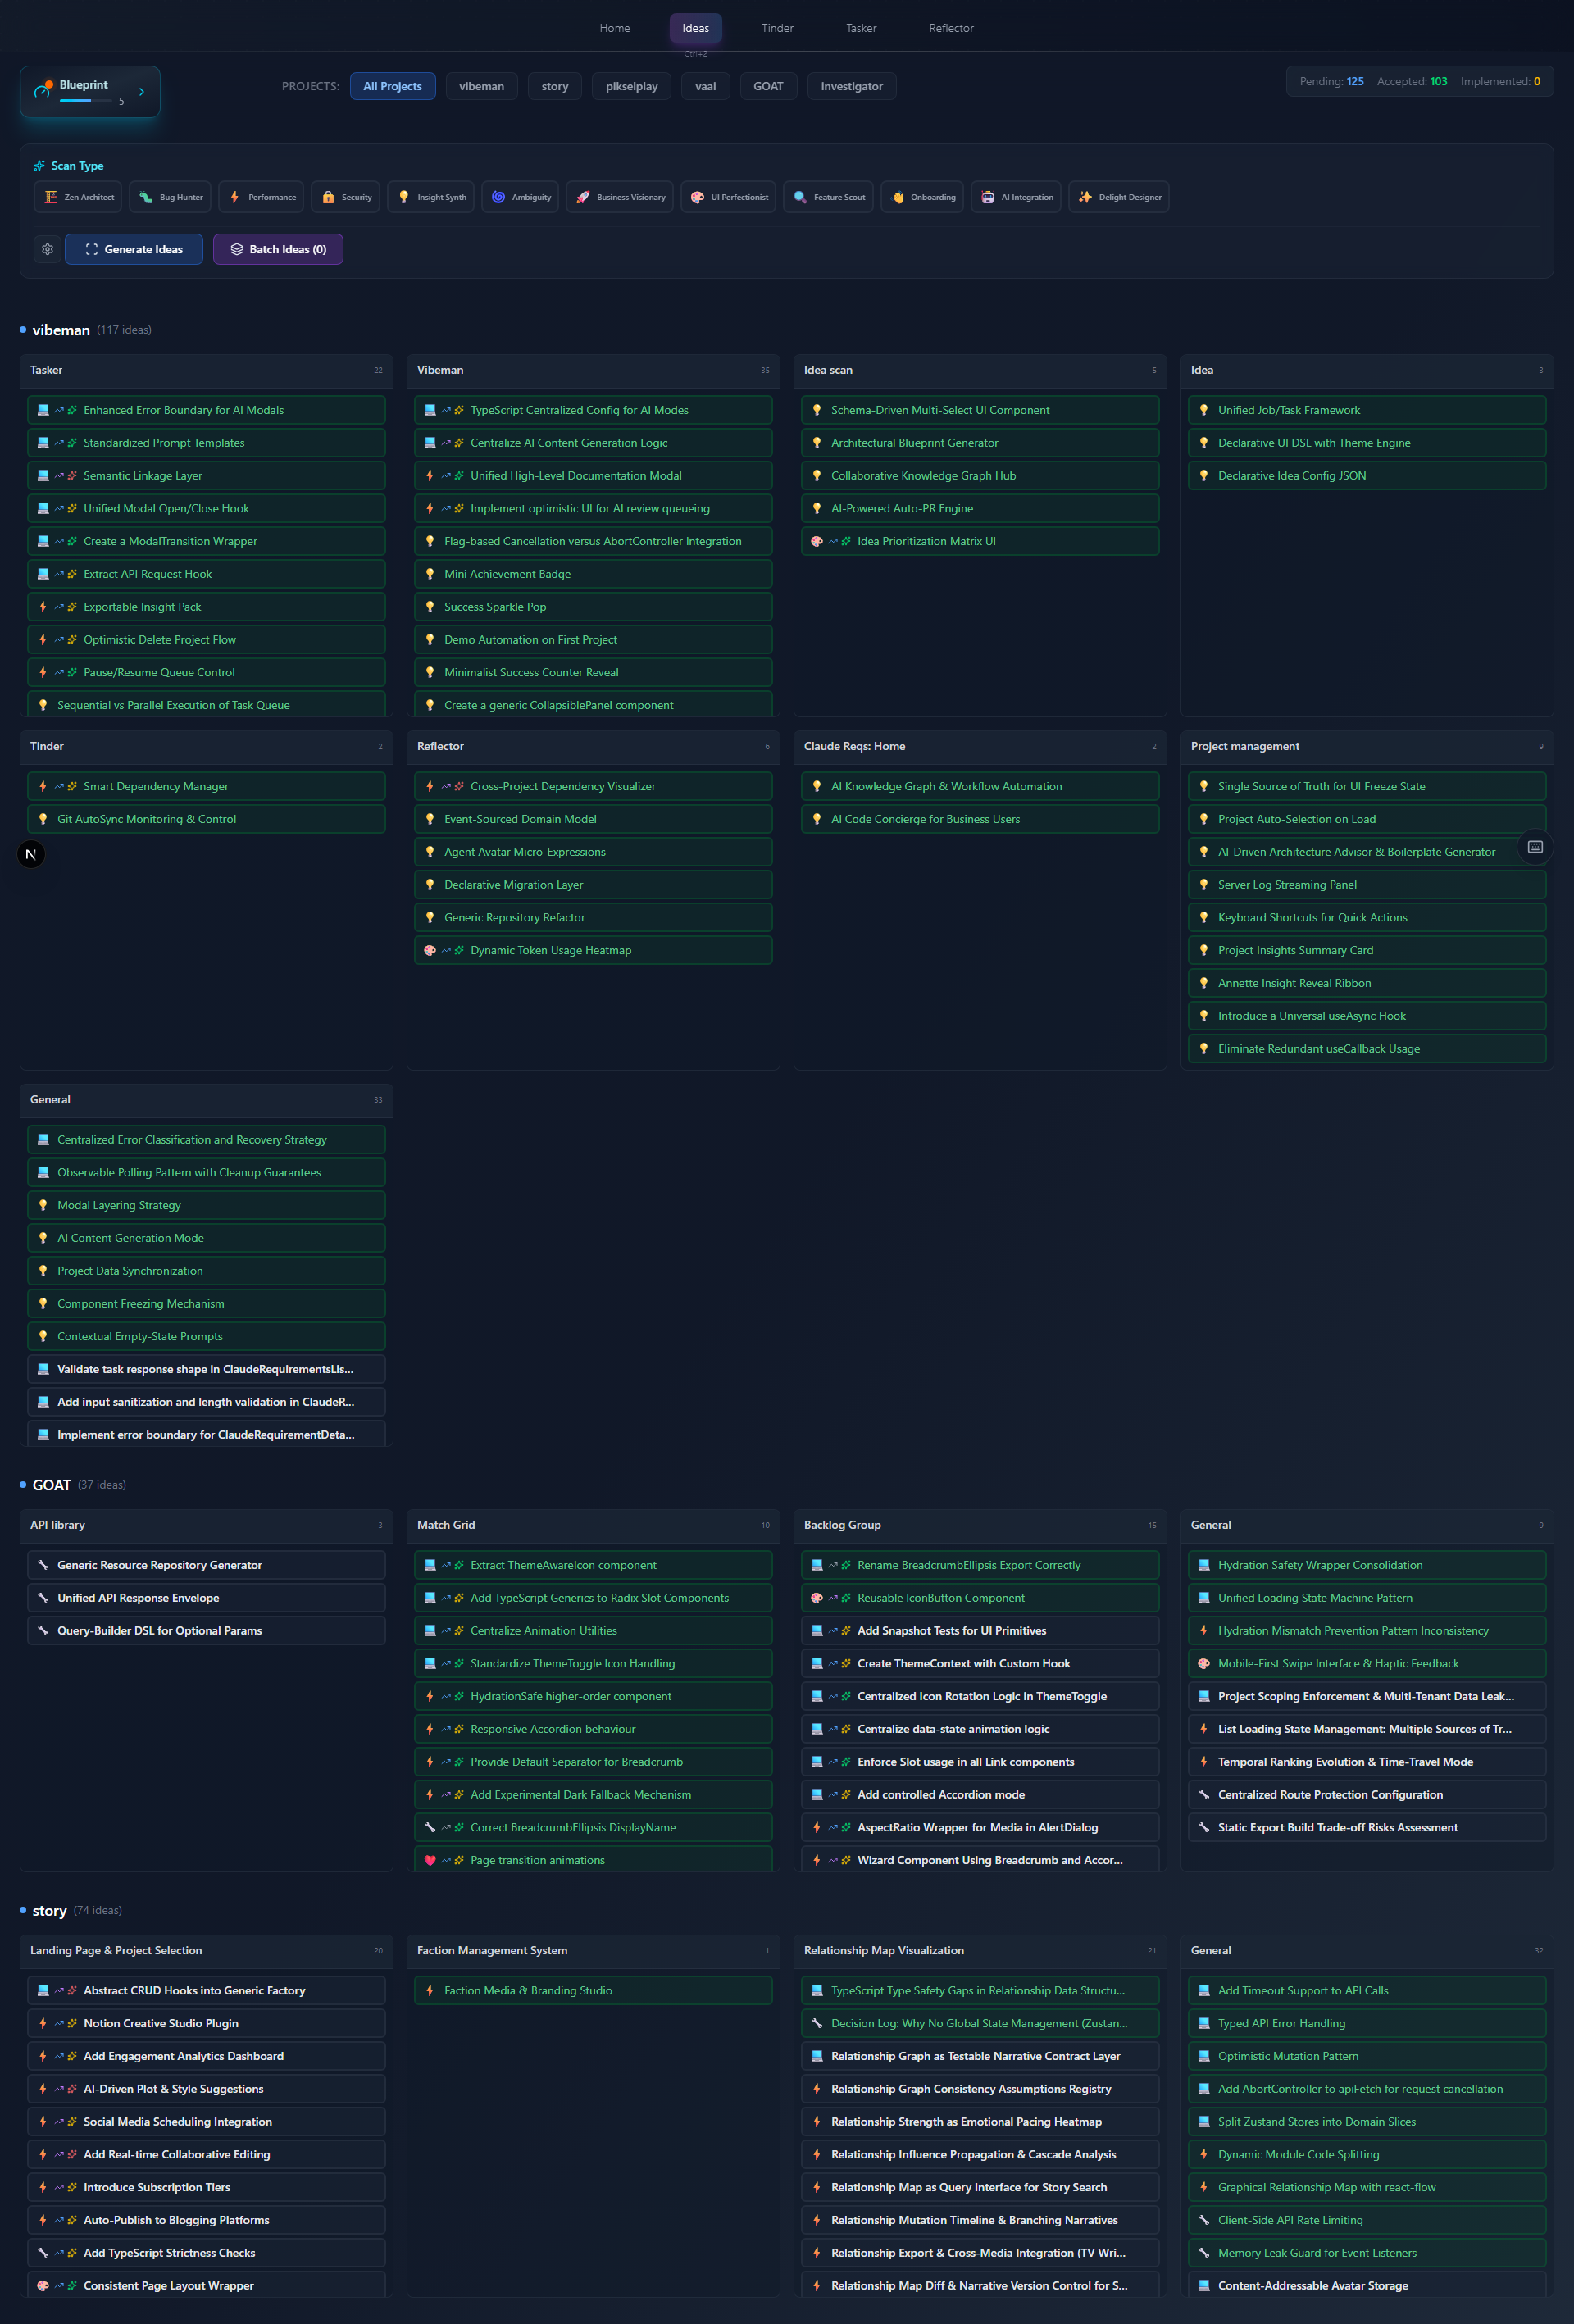 Home
Ideas
Tinder
Tasker
Reflector
Ctrl+2
Blueprint
5
PROJECTS:
All Projects
vibeman
story
pikselplay
vaai
GOAT
investigator
Pending: 125 Accepted: 103 Implemented: 0
Scan Type
Zen Architect
Bug Hunter
Performance
Security
Insight Synth
Ambiguity
Business Visionary
UI Perfectionist
Feature Scout
Onboarding
AI Integration
Delight Designer
Generate Ideas
Batch Ideas (0)
vibeman (117 ideas)
Tasker 22
Enhanced Error Boundary for AI Modals
Standardized Prompt Templates
Semantic Linkage Layer
Unified Modal Open/Close Hook
Create a ModalTransition Wrapper
Extract API Request Hook
Exportable Insight Pack
Optimistic Delete Project Flow
Pause/Resume Queue Control
Sequential vs Parallel Execution of Task Queue
Vibeman 35
TypeScript Centralized Config for AI Modes
Centralize AI Content Generation Logic
Unified High-Level Documentation Modal
Implement optimistic UI for AI review queueing
Flag-based Cancellation versus AbortController Integration
Mini Achievement Badge
Success Sparkle Pop
Demo Automation on First Project
Minimalist Success Counter Reveal
Create a generic CollapsiblePanel component
Idea scan 5
Schema-Driven Multi-Select UI Component
Architectural Blueprint Generator
Collaborative Knowledge Graph Hub
AI-Powered Auto-PR Engine
Idea Prioritization Matrix UI
Idea 3
Unified Job/Task Framework
Declarative UI DSL with Theme Engine
Declarative Idea Config JSON
Tinder 2
Smart Dependency Manager
Git AutoSync Monitoring & Control
Reflector 6
Cross-Project Dependency Visualizer
Event-Sourced Domain Model
Agent Avatar Micro-Expressions
Declarative Migration Layer
Generic Repository Refactor
Dynamic Token Usage Heatmap
Claude Reqs: Home 2
AI Knowledge Graph & Workflow Automation
AI Code Concierge for Business Users
Project management 9
Single Source of Truth for UI Freeze State
Project Auto-Selection on Load
AI-Driven Architecture Advisor & Boilerplate Generator
Server Log Streaming Panel
Keyboard Shortcuts for Quick Actions
Project Insights Summary Card
Annette Insight Reveal Ribbon
Introduce a Universal useAsync Hook
Eliminate Redundant useCallback Usage
N
General 33
Centralized Error Classification and Recovery Strategy
Observable Polling Pattern with Cleanup Guarantees
Modal Layering Strategy
AI Content Generation Mode
Project Data Synchronization
Component Freezing Mechanism
Contextual Empty-State Prompts
Validate task response shape in ClaudeRequirementsLis...
Add input sanitization and length validation in ClaudeR...
Implement error boundary for ClaudeRequirementDeta...
GOAT (37 ideas)
API library 3
Generic Resource Repository Generator
Unified API Response Envelope
Query-Builder DSL for Optional Params
Match Grid 10
Extract ThemeAwareIcon component
Add TypeScript Generics to Radix Slot Components
Centralize Animation Utilities
Standardize ThemeToggle Icon Handling
HydrationSafe higher-order component
Responsive Accordion behaviour
Provide Default Separator for Breadcrumb
Add Experimental Dark Fallback Mechanism
Correct BreadcrumbEllipsis DisplayName
Page transition animations
Backlog Group 15
Rename BreadcrumbEllipsis Export Correctly
Reusable IconButton Component
Add Snapshot Tests for UI Primitives
Create ThemeContext with Custom Hook
Centralized Icon Rotation Logic in ThemeToggle
Centralize data-state animation logic
Enforce Slot usage in all Link components
Add controlled Accordion mode
AspectRatio Wrapper for Media in AlertDialog
Wizard Component Using Breadcrumb and Accor...
General 9
Hydration Safety Wrapper Consolidation
Unified Loading State Machine Pattern
Hydration Mismatch Prevention Pattern Inconsistency
Mobile-First Swipe Interface & Haptic Feedback
Project Scoping Enforcement & Multi-Tenant Data Leak...
List Loading State Management: Multiple Sources of Tr...
Temporal Ranking Evolution & Time-Travel Mode
Centralized Route Protection Configuration
Static Export Build Trade-off Risks Assessment
story (74 ideas)
Landing Page & Project Selection 20
Abstract CRUD Hooks into Generic Factory
Notion Creative Studio Plugin
Add Engagement Analytics Dashboard
AI-Driven Plot & Style Suggestions
Social Media Scheduling Integration
Add Real-time Collaborative Editing
Introduce Subscription Tiers
Auto-Publish to Blogging Platforms
Add TypeScript Strictness Checks
Consistent Page Layout Wrapper
Faction Management System 1
Faction Media & Branding Studio
Relationship Map Visualization 21
TypeScript Type Safety Gaps in Relationship Data Structu...
Decision Log: Why No Global State Management (Zustan...
Relationship Graph as Testable Narrative Contract Layer
Relationship Graph Consistency Assumptions Registry
Relationship Strength as Emotional Pacing Heatmap
Relationship Influence Propagation & Cascade Analysis
Relationship Map as Query Interface for Story Search
Relationship Mutation Timeline & Branching Narratives
Relationship Export & Cross-Media Integration (TV Wri...
Relationship Map Diff & Narrative Version Control for S...
General 32
Add Timeout Support to API Calls
Typed API Error Handling
Optimistic Mutation Pattern
Add AbortController to apiFetch for request cancellation
Split Zustand Stores into Domain Slices
Dynamic Module Code Splitting
Graphical Relationship Map with react-flow
Client-Side API Rate Limiting
Memory Leak Guard for Event Listeners
Content-Addressable Avatar Storage